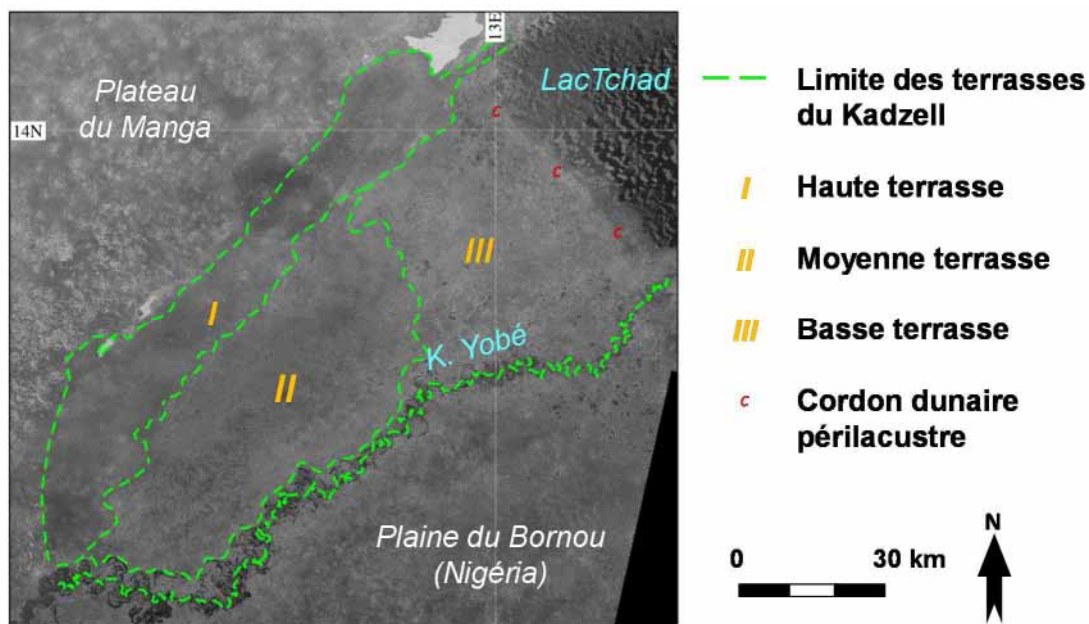 13E
LacTchad
Plateau
du Manga
14N
c
c
c
III
I
K. Yobé
II
Plaine du Bornou
(Nigéria)
Limite des terrasses
du Kadzell
I Haute terrasse
II Moyenne terrasse
III Basse terrasse
c Cordon dunaire
périlacustre
N
0 30 km